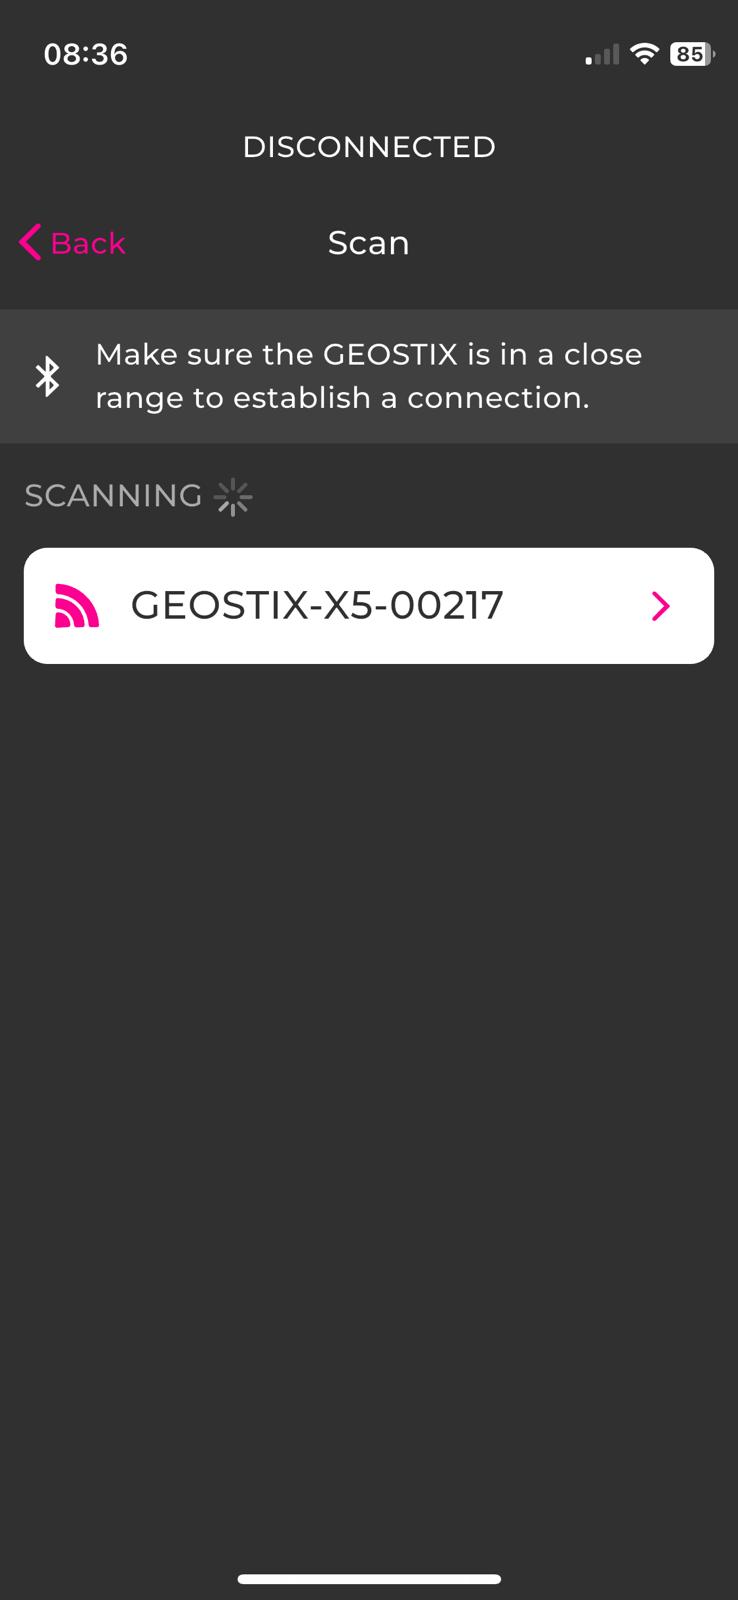 08:36
85
DISCONNECTED
Back
Scan
Make sure the GEOSTIX is in a close
range to establish a connection.
SCANNING
GEOSTIX-X5-00217